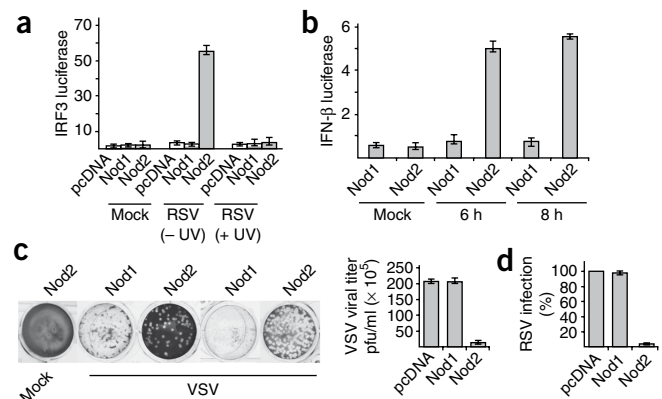 a
IRF3 luciferase
70
50
30
10
pcDNA Nod1 Nod2 pcDNA Nod1 Nod2 pcDNA Nod1 Nod2
Mock RSV RSV
(– UV) (+ UV)
b
IFN-β luciferase
6
4
2
Nod1 Nod2 Nod1 Nod2 Nod1 Nod2
Mock 6 h 8 h
c
Nod2 Nod1 Nod2 Nod1 Nod2
Mock VSV
VSV viral titer
pfu/ml (× 10⁵)
250
200
150
100
50
pcDNA Nod1 Nod2
d
RSV infection
(%)
100
80
60
40
20
pcDNA Nod1 Nod2